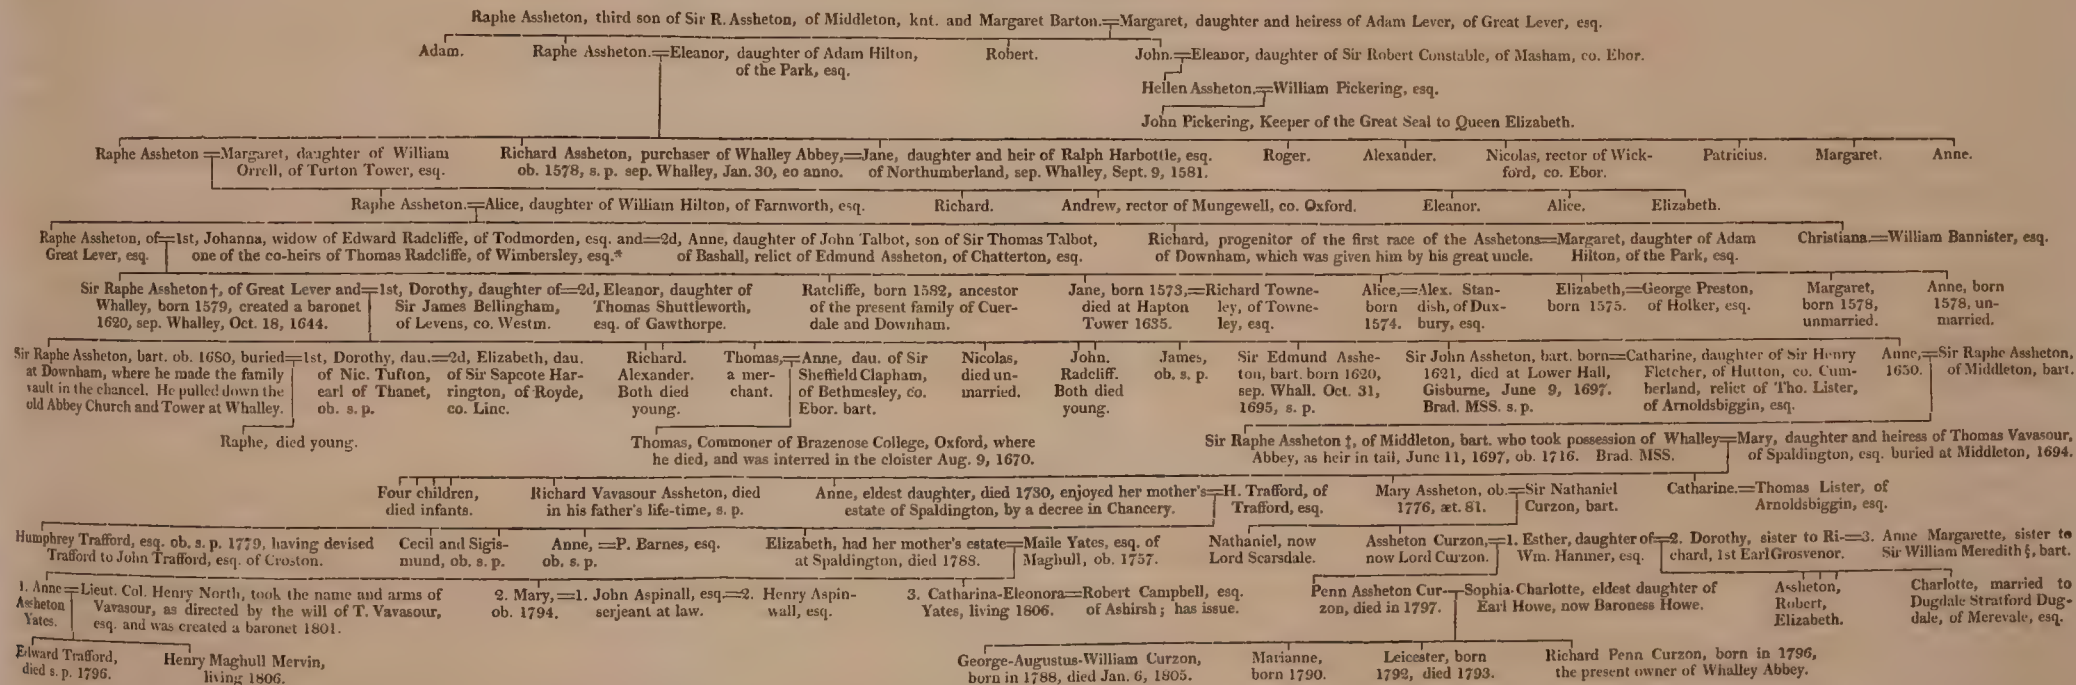 Raphe Assheton, third son of Sir R. Assheton, of Middleton, knt. and Margaret Barton.=Margaret, daughter and heiress of Adam Lever, of Great Lever, esq.
Adam.
Raphe Assheton.=Eleanor, daughter of Adam Hilton,
of the Park, esq.
Robert.
John.=Eleanor, daughter of Sir Robert Constable, of Masham, co. Ebor.
Hellen Assheton.=William Pickering, esq.
John Pickering, Keeper of the Great Seal to Queen Elizabeth.
Raphe Assheton=Margaret, daughter of William
Orrell, of Turton Tower, esq.
Richard Assheton, purchaser of Whalley Abbey,=Jane, daughter and heir of Ralph Harbottle, esq.
ob. 1578, s. p. sep. Whalley, Jan. 30, eo anno. of Northumberland, sep. Whalley, Sept. 9, 1581.
Roger.
Alexander.
Nicolas, rector of Wick-
ford, co. Ebor.
Patricius.
Margaret.
Anne.
Raphe Assheton.=Alice, daughter of William Hilton, of Farnworth, esq.
Richard.
Andrew, rector of Mungewell, co. Oxford.
Eleanor.
Alice.
Elizabeth.
Raphe Assheton, of=1st, Johanna, widow of Edward Radcliffe, of Todmorden, esq. and=2d, Anne, daughter of John Talbot, son of Sir Thomas Talbot,
Great Lever, esq. one of the co-heirs of Thomas Radcliffe, of Wimbersley, esq.* of Bashall, relict of Edmund Assheton, of Chatterton, esq.
Richard, progenitor of the first race of the Asshetons=Margaret, daughter of Adam
of Downham, which was given him by his great uncle. Hilton, of the Park, esq.
Christiana.=William Bannister, esq.
Sir Raphe Assheton†, of Great Lever and=1st, Dorothy, daughter of=2d, Eleanor, daughter of
Whalley, born 1579, created a baronet Sir James Bellingham, Thomas Shuttleworth,
1620, sep. Whalley, Oct. 18, 1644. of Levens, co. Westm. esq. of Gawthorpe.
Ratcliffe, born 1582, ancestor
of the present family of Cuer-
dale and Downham.
Jane, born 1573,=Richard Towne-
died at Hapton ley, of Towne-
Tower 1635. ley, esq.
Alice,=Alex. Stan-
born dish, of Dux-
1574. bury, esq.
Elizabeth,=George Preston,
born 1575. of Holker, esq.
Margaret,
born 1578,
unmarried.
Anne, born
1578, un-
married.
Sir Raphe Assheton, bart. ob. 1680, buried=1st, Dorothy, dau.=2d, Elizabeth, dau.
at Downham, where he made the family of Nic. Tufton, of Sir Sapcote Har-
vault in the chancel. He pulled down the earl of Thanet, rington, of Royde,
old Abbey Church and Tower at Whalley. ob. s. p. co. Linc.
Richard.
Alexander.
Both died
young.
Thomas,=Anne, dau. of Sir
a mer- Sheffield Clapham,
chant. of Bethmesley, co.
Ebor. bart.
Nicolas,
died un-
married.
John.
Radcliff.
Both died
young.
James,
ob. s. p.
Sir Edmund Asshe-
ton, bart. born 1620,
sep. Whall. Oct. 31,
1695, s. p.
Sir John Assheton, bart. born=Catharine, daughter of Sir Henry
1621, died at Lower Hall, Fletcher, of Hutton, co. Cum-
Gisburne, June 9, 1697. berland, relict of Tho. Lister,
Brad. MSS. s. p. of Arnoldsbiggin, esq.
Anne,=Sir Raphe Assheton,
1650. of Middleton, bart.
Raphe, died young.
Thomas, Commoner of Brazenose College, Oxford, where
he died, and was interred in the cloister Aug. 9, 1670.
Sir Raphe Assheton ‡, of Middleton, bart. who took possession of Whalley=Mary, daughter and heiress of Thomas Vavasour,
Abbey, as heir in tail, June 11, 1697, ob. 1716. Brad. MSS. of Spaldington, esq. buried at Middleton, 1694.
Four children,
died infants.
Richard Vavasour Assheton, died
in his father's life-time, s. p.
Anne, eldest daughter, died 1730, enjoyed her mother's=H. Trafford, of
estate of Spaldington, by a decree in Chancery. Trafford, esq.
Mary Assheton, ob.=Sir Nathaniel
1776, æt. 81. Curzon, bart.
Catharine.=Thomas Lister, of
Arnoldsbiggin, esq.
Humphrey Trafford, esq. ob. s. p. 1779, having devised
Trafford to John Trafford, esq. of Croston.
Cecil and Sigis-
mund, ob. s. p.
Anne,=P. Barnes, esq.
ob. s. p.
Elizabeth, had her mother's estate=Maile Yates, esq. of
at Spaldington, died 1788. Maghull, ob. 1757.
Nathaniel, now
Lord Scarsdale.
Assheton Curzon,=1. Esther, daughter of=2. Dorothy, sister to Ri-=3. Anne Margarette, sister to
now Lord Curzon. Wm. Hanmer, esq. chard, 1st Earl Grosvenor. Sir William Meredith §, bart.
1. Anne=Lieut. Col. Henry North, took the name and arms of
Assheton Vavasour, as directed by the will of T. Vavasour,
Yates. esq. and was created a baronet 1801.
2. Mary,=1. John Aspinall, esq.=2. Henry Aspin-
ob. 1794. serjeant at law. wall, esq.
3. Catharina-Eleonora=Robert Campbell, esq.
Yates, living 1806. of Ashirsh; has issue.
Penn Assheton Cur-=Sophia-Charlotte, eldest daughter of
zon, died in 1797. Earl Howe, now Baroness Howe.
Assheton,
Robert,
Elizabeth.
Charlotte, married to
Dugdale Stratford Dug-
dale, of Merevale, esq.
Edward Trafford,
died s. p. 1796.
Henry Maghull Mervin,
living 1806.
George-Augustus-William Curzon,
born in 1788, died Jan. 6, 1805.
Marianne,
born 1790.
Leicester, born
1792, died 1793.
Richard Penn Curzon, born in 1796,
the present owner of Whalley Abbey.